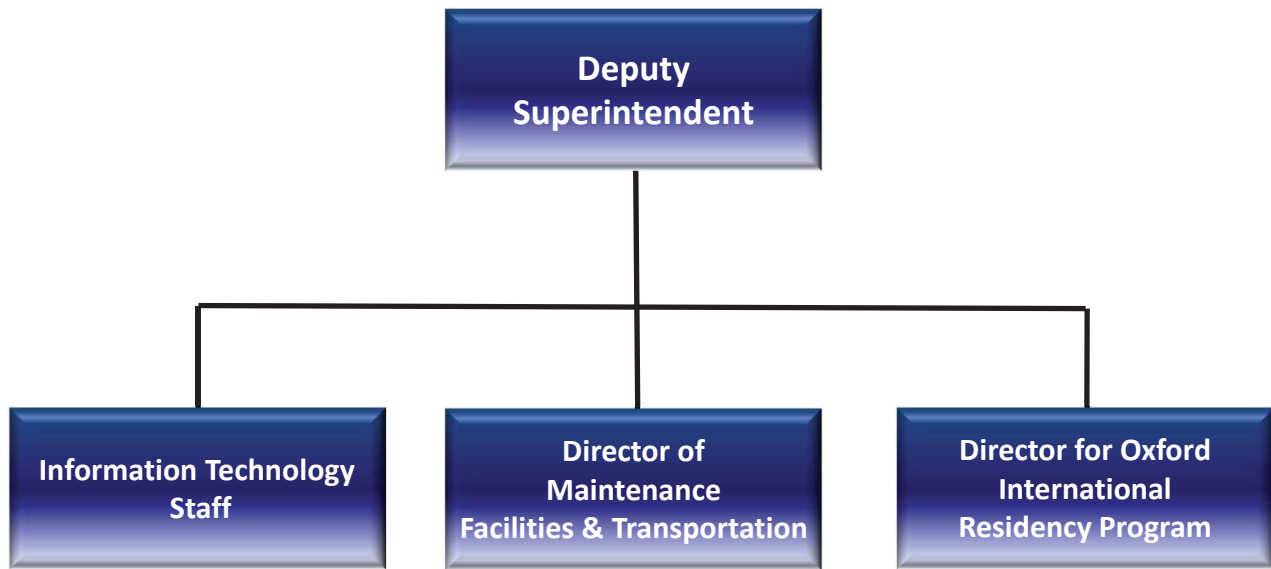 Deputy
Superintendent
Information Technology
Staff
Director of
Maintenance
Facilities & Transportation
Director for Oxford
International
Residency Program